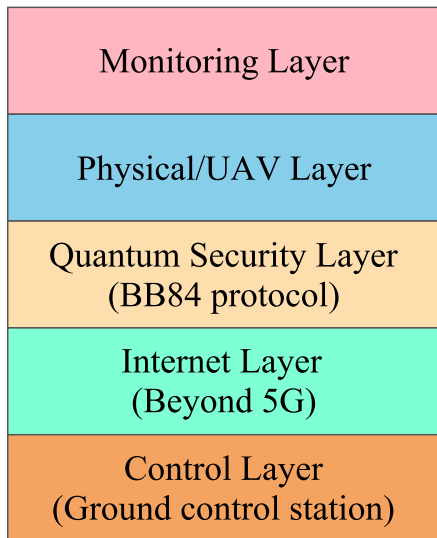 Monitoring Layer
Physical/UAV Layer
Quantum Security Layer
(BB84 protocol)
Internet Layer
(Beyond 5G)
Control Layer
(Ground control station)